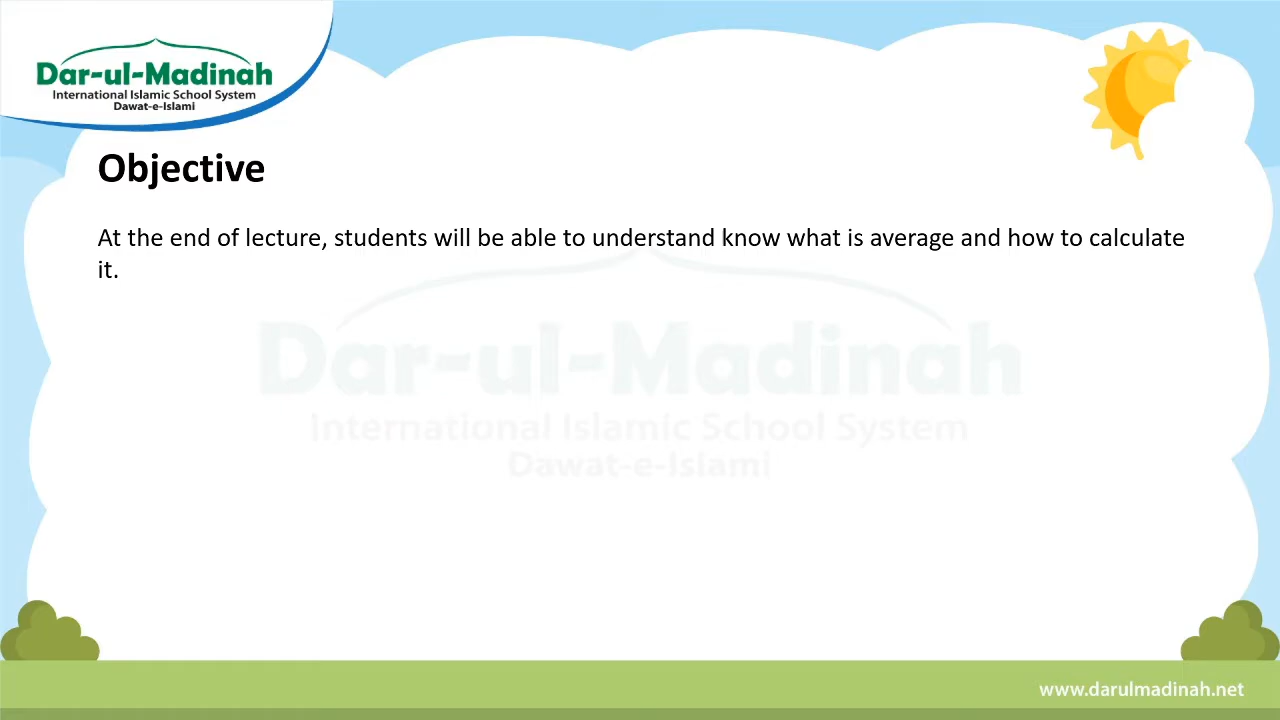 Dar-ul-Madinah
International Islamic School System
Dawat-e-Islami
Objective
At the end of lecture, students will be able to understand know what is average and how to calculate
it.
Dar-ul-Madinah
International Islamic School System
Dawat-e-Islami
www.darulmadinah.net